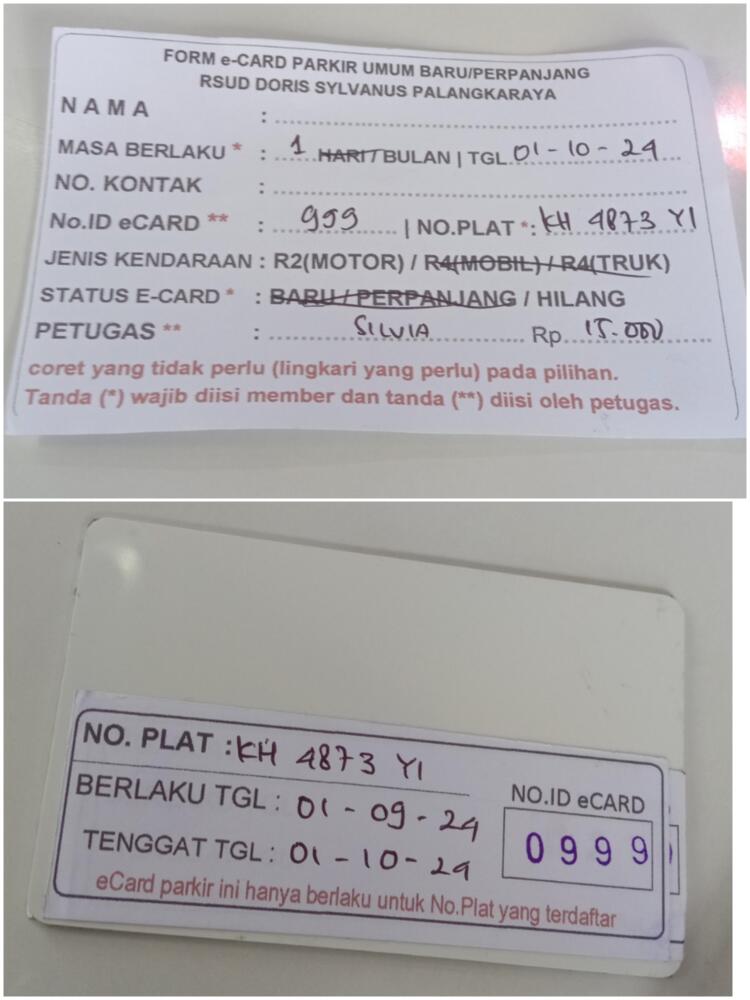 FORM e-CARD PARKIR UMUM BARU/PERPANJANG
RSUD DORIS SYLVANUS PALANGKARAYA
NAMA :
MASA BERLAKU * : 1 HARI / BULAN | TGL. 01-10-24
NO. KONTAK :
No.ID eCARD ** : 999 | NO.PLAT *: KH 4873 YI
JENIS KENDARAAN : R2(MOTOR) / R4(MOBIL) / R4(TRUK)
STATUS E-CARD * : BARU / PERPANJANG / HILANG
PETUGAS ** : SILVIA Rp. 15.000
coret yang tidak perlu (lingkari yang perlu) pada pilihan.
Tanda (*) wajib diisi member dan tanda (**) diisi oleh petugas.
NO. PLAT : KH 4873 YI
BERLAKU TGL : 01-09-24
NO.ID eCARD
0999
TENGGAT TGL : 01-10-24
eCard parkir ini hanya berlaku untuk No.Plat yang terdaftar